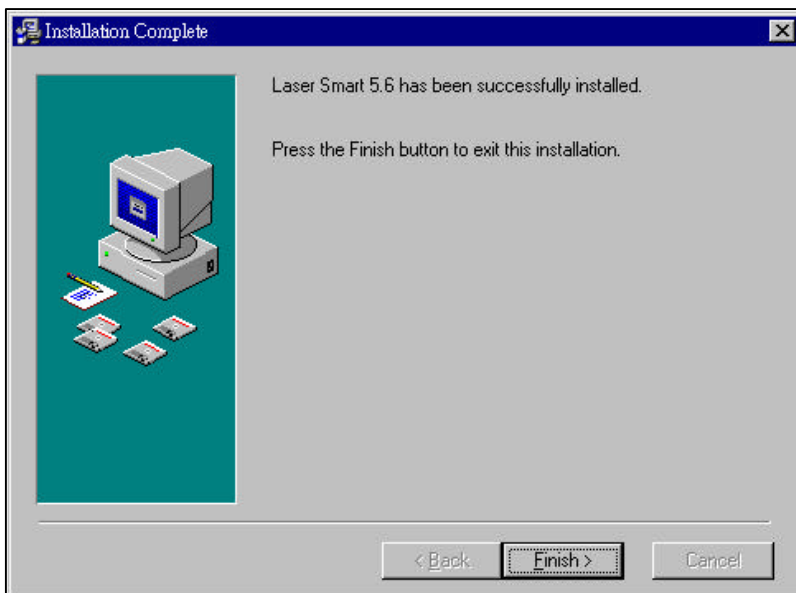 Installation Complete
Laser Smart 5.6 has been successfully installed.
Press the Finish button to exit this installation.
< Back
Finish >
Cancel